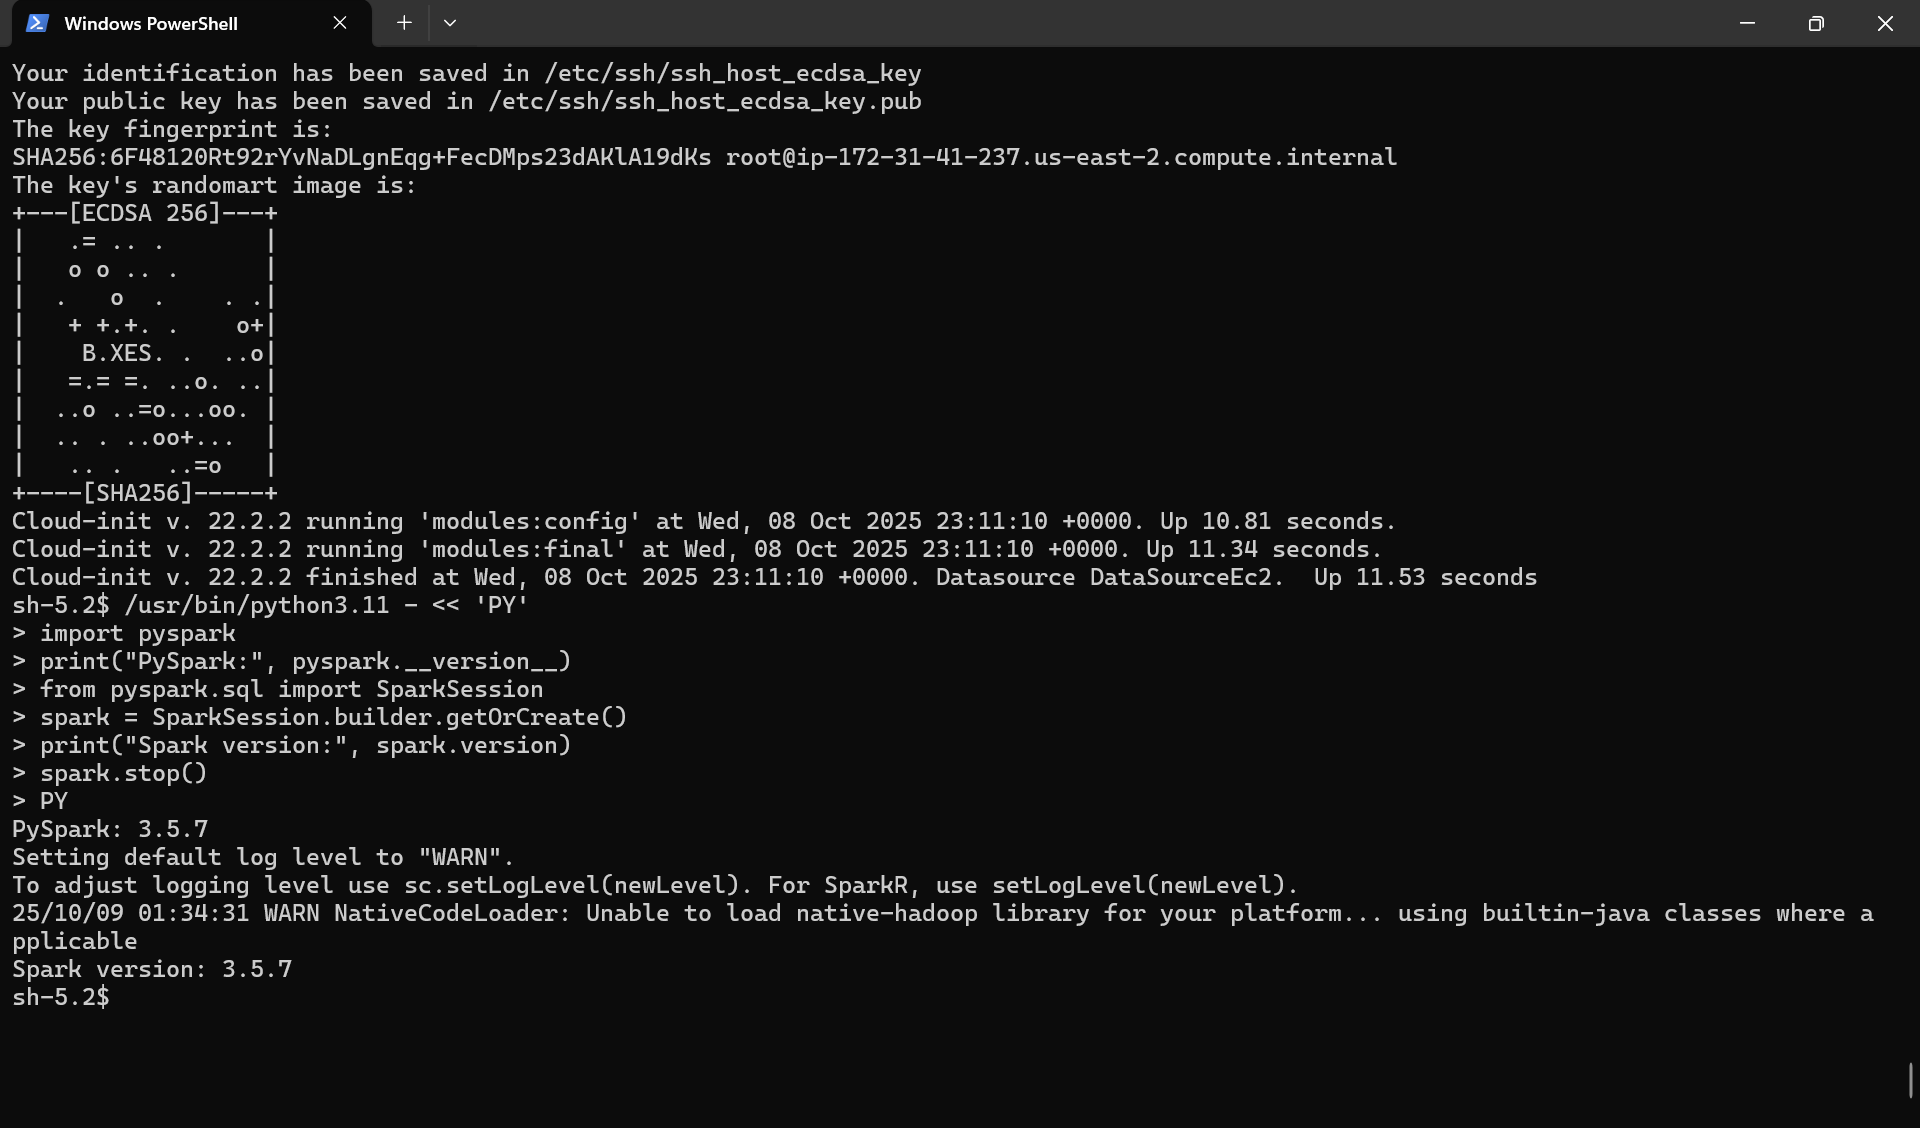 Windows PowerShell
Your identification has been saved in /etc/ssh/ssh_host_ecdsa_key
Your public key has been saved in /etc/ssh/ssh_host_ecdsa_key.pub
The key fingerprint is:
SHA256:6F48120Rt92rYvNaDLgnEqg+FecDMps23dAKlA19dKs root@ip-172-31-41-237.us-east-2.compute.internal
The key's randomart image is:
+---[ECDSA 256]---+
|    .= .. .       |
|    o o .. .      |
|   .   o  .    . .|
|    + +.+. .    o+|
|     B.XES. .  ..o|
|    =.= =. ..o. ..|
|   ..o ..=o...oo. |
|   .. . ..oo+...  |
|    .. .   ..=o   |
+----[SHA256]-----+
Cloud-init v. 22.2.2 running 'modules:config' at Wed, 08 Oct 2025 23:11:10 +0000. Up 10.81 seconds.
Cloud-init v. 22.2.2 running 'modules:final' at Wed, 08 Oct 2025 23:11:10 +0000. Up 11.34 seconds.
Cloud-init v. 22.2.2 finished at Wed, 08 Oct 2025 23:11:10 +0000. Datasource DataSourceEc2.  Up 11.53 seconds
sh-5.2$ /usr/bin/python3.11 - << 'PY'
> import pyspark
> print("PySpark:", pyspark.__version__)
> from pyspark.sql import SparkSession
> spark = SparkSession.builder.getOrCreate()
> print("Spark version:", spark.version)
> spark.stop()
> PY
PySpark: 3.5.7
Setting default log level to "WARN".
To adjust logging level use sc.setLogLevel(newLevel). For SparkR, use setLogLevel(newLevel).
25/10/09 01:34:31 WARN NativeCodeLoader: Unable to load native-hadoop library for your platform... using builtin-java classes where a
pplicable
Spark version: 3.5.7
sh-5.2$